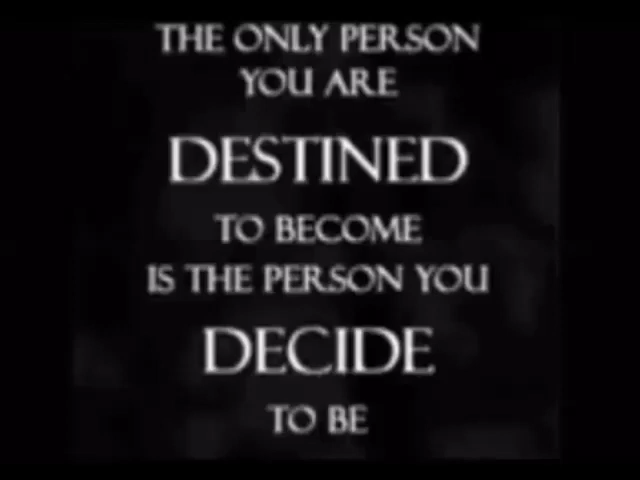 THE ONLY PERSON
YOU ARE
DESTINED
TO BECOME
IS THE PERSON YOU
DECIDE
TO BE